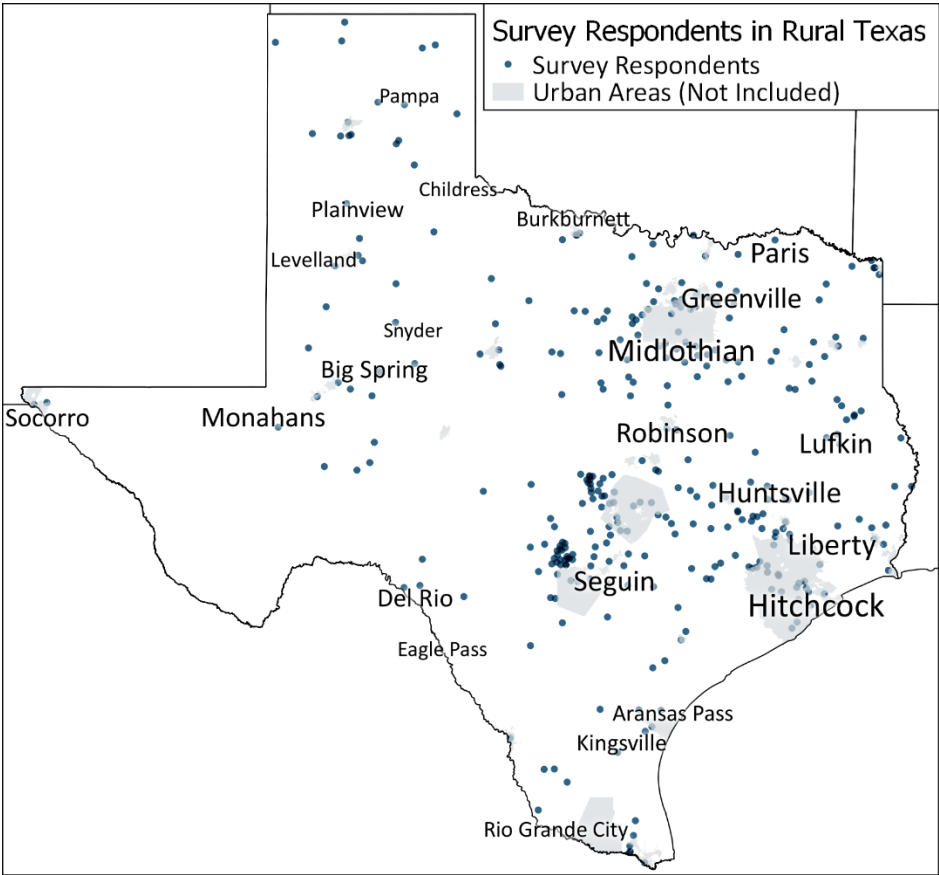 Survey Respondents in Rural Texas
Survey Respondents
Urban Areas (Not Included)
Pampa
Childress
Plainview
Burkburnett
Paris
Levelland
Greenville
Snyder
Midlothian
Big Spring
Socorro
Monahans
Robinson
Lufkin
Huntsville
Liberty
Seguin
Del Rio
Hitchcock
Eagle Pass
Aransas Pass
Kingsville
Rio Grande City